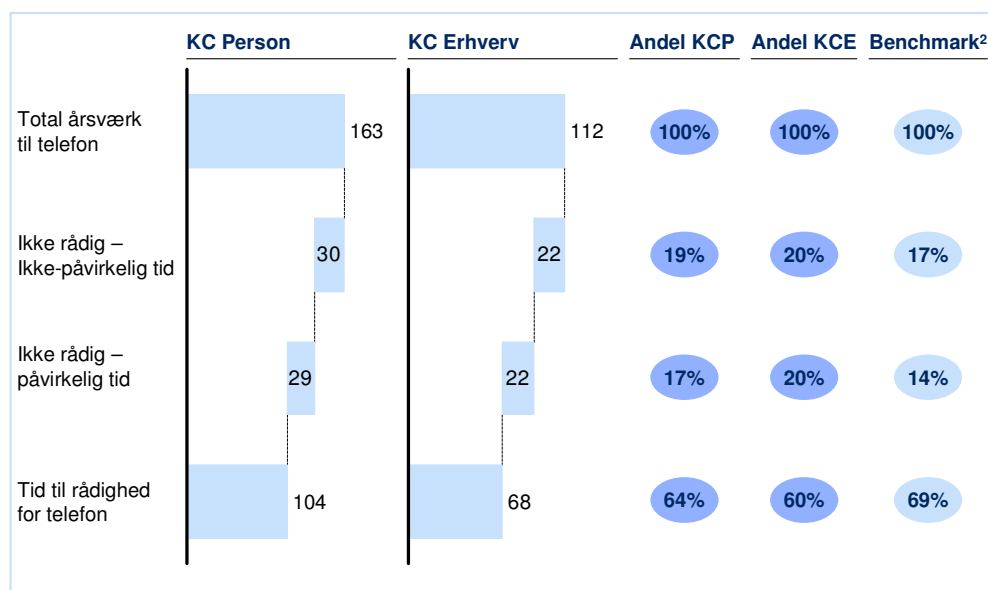 KC Person KC Erhverv Andel KCP Andel KCE Benchmark²
Total årsværk
til telefon
163 112 100% 100% 100%
Ikke rådig –
Ikke-påvirkelig tid
30 22 19% 20% 17%
Ikke rådig –
påvirkelig tid
29 22 17% 20% 14%
Tid til rådighed
for telefon
104 68 64% 60% 69%